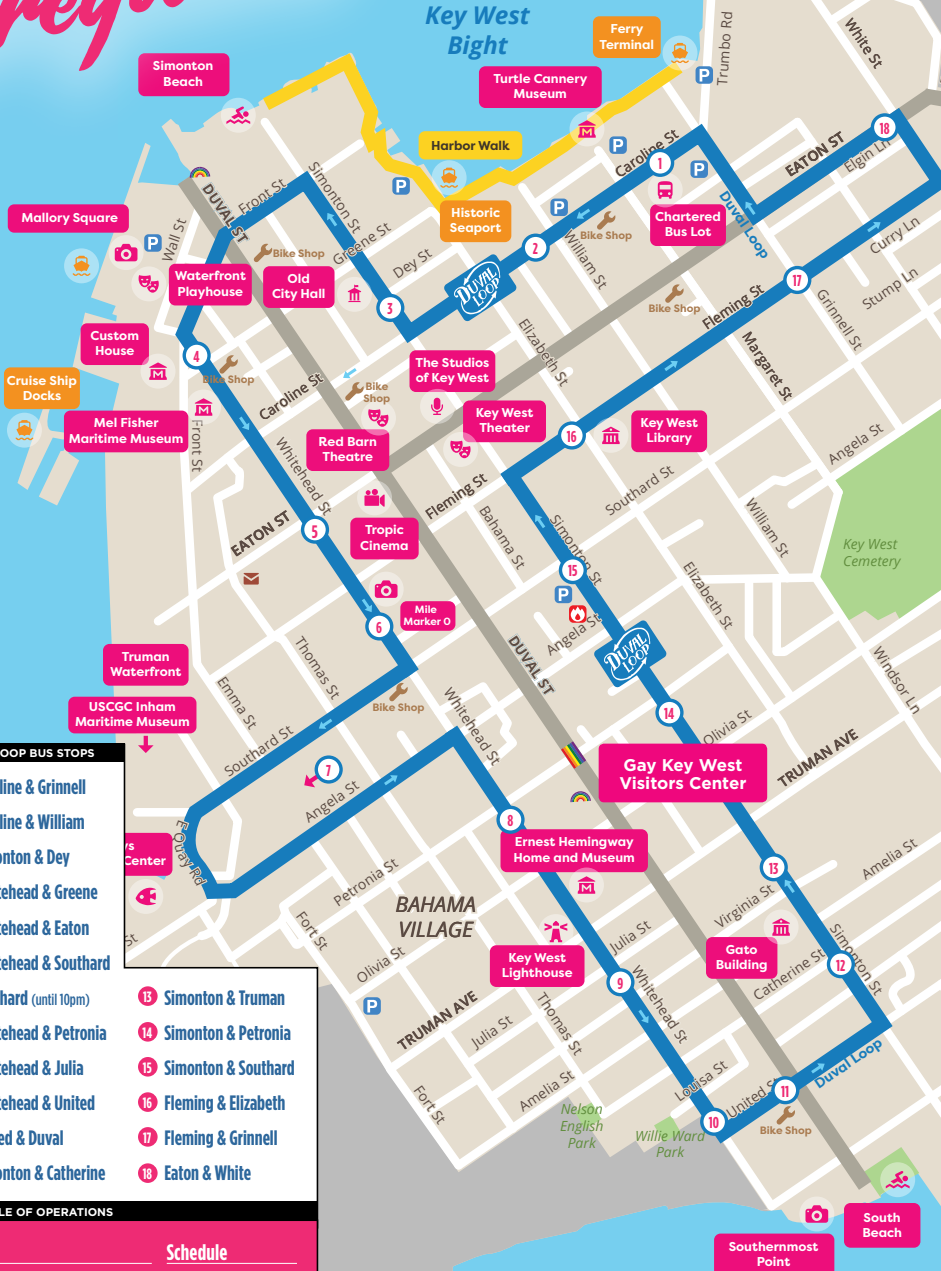 Key West
Bight
Ferry
Terminal
Trumbo Rd
White St
Simonton
Beach
Turtle Cannery
Museum
Harbor Walk
Caroline St
1
EATON ST
18
Elgin Ln
P
P
P
P
P
Chartered
Bus Lot
Duval Loop
Historic
Seaport
Bike Shop
William St
2
Curry Ln
Stump Ln
17
Fleming St
Grinnell St
Margaret St
Bike Shop
Simonton St
Front St
DUVAL ST
Mallory Square
P
Wall St
Greene St
Bike Shop
Dey St
Waterfront
Playhouse
Old
City Hall
DUVAL
LOOP
3
Elizabeth St
Custom
House
4
Bike Shop
Caroline St
Bike
Shop
The Studios
of Key West
Cruise Ship
Docks
Mel Fisher
Maritime Museum
Front St
Key West
Theater
Red Barn
Theatre
16
Key West
Library
Angela St
Whitehead St
Fleming St
Southard St
EATON ST
5
Tropic
Cinema
Bahama St
Simonton St
William St
Key West
Cemetery
15
P
Mile
Marker 0
6
Angela St
Elizabeth St
DUVAL
LOOP
DUVAL ST
Truman
Waterfront
Thomas St
Windsor Ln
USCGC Inham
Maritime Museum
Emma St
Bike Shop
Whitehead St
14
Olivia St
Southard St
TRUMAN AVE
7
Angela St
Gay Key West
Visitors Center
8
E Quay Rd
Ernest Hemingway
Home and Museum
13
Amelia St
Petronia St
BAHAMA
VILLAGE
Virginia St
Fort St
Olivia St
Key West
Lighthouse
Julia St
Gato
Building
Catherine St
12
Simonton St
9
Whitehead St
P
TRUMAN AVE
Thomas St
Julia St
Duval Loop
Louisa St
Amelia St
United St
11
Fort St
Nelson
English
Park
Willie Ward
Park
10
Bike Shop
South
Beach
Southernmost
Point
OOP BUS STOPS
line & Grinnell
line & William
onton & Dey
tehead & Greene
tehead & Eaton
tehead & Southard
hard (until 10pm)
tehead & Petronia
tehead & Julia
tehead & United
ed & Duval
onton & Catherine
ys
Center
St
13 Simonton & Truman
14 Simonton & Petronia
15 Simonton & Southard
16 Fleming & Elizabeth
17 Fleming & Grinnell
18 Eaton & White
LE OF OPERATIONS
Schedule